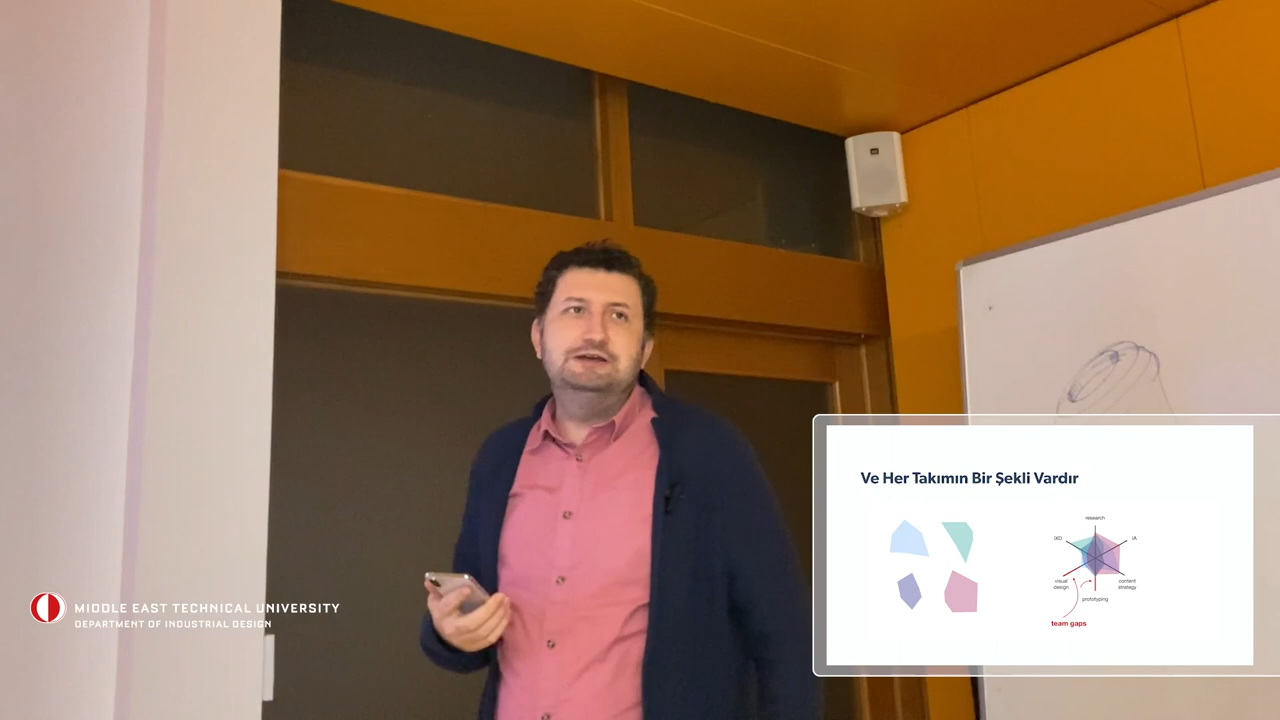 MIDDLE EAST TECHNICAL UNIVERSITY
DEPARTMENT OF INDUSTRIAL DESIGN
Ve Her Takımın Bir Şekli Vardır
research
IXD
IA
visual
design
content
strategy
prototyping
team gaps